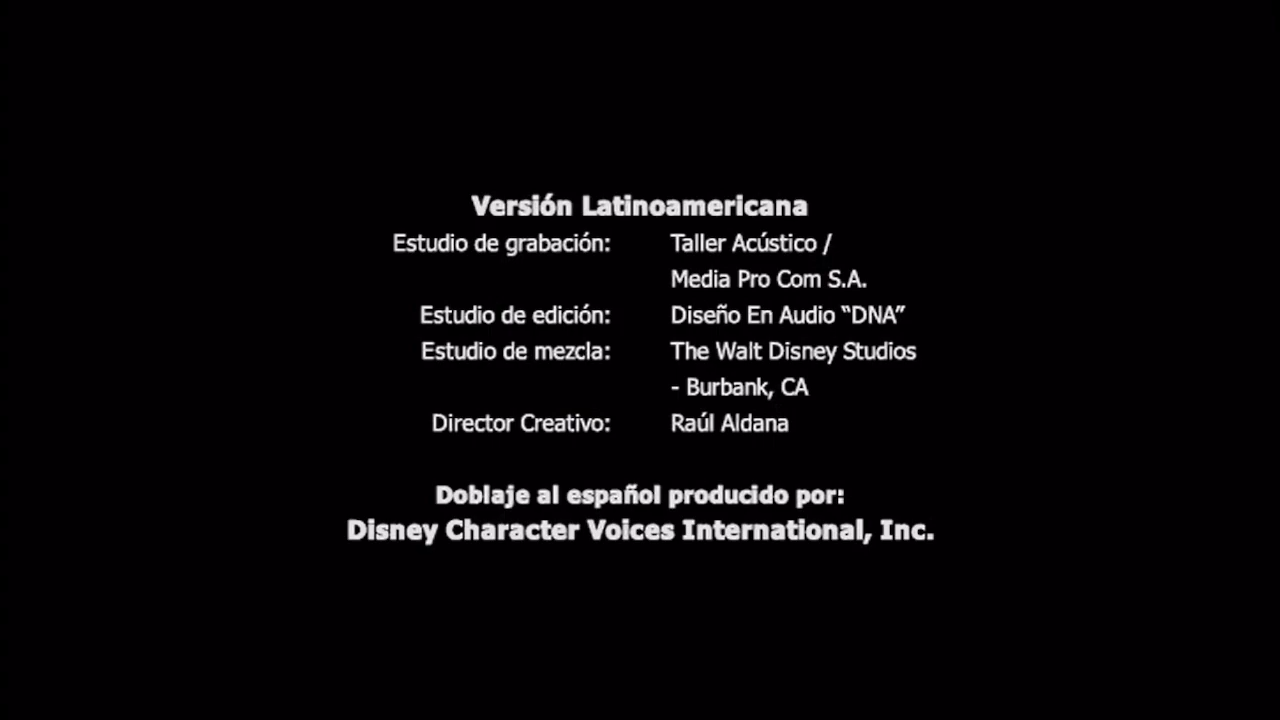 Versión Latinoamericana
Estudio de grabación: Taller Acústico /
Media Pro Com S.A.
Estudio de edición: Diseño En Audio “DNA”
Estudio de mezcla: The Walt Disney Studios
- Burbank, CA
Director Creativo: Raúl Aldana
Doblaje al español producido por:
Disney Character Voices International, Inc.